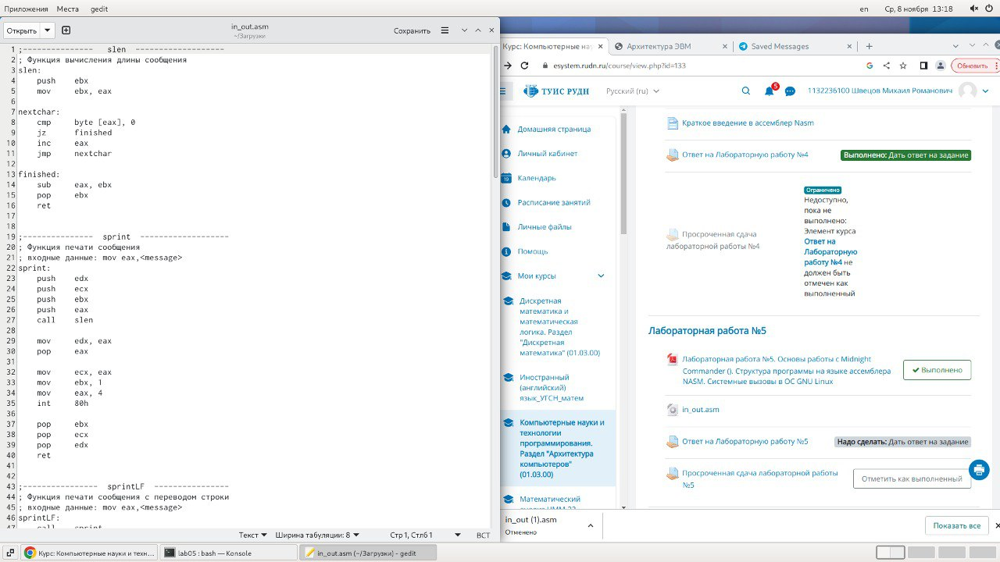 Приложения Места gedit
en Ср, 8 ноября 13:18
Открыть
in_out.asm
~/Загрузки
Сохранить
1 ;--------------- slen -------------------
2 ; Функция вычисления длины сообщения
3 slen:
4 push ebx
5 mov ebx, eax
6
7 nextchar:
8 cmp byte [eax], 0
9 jz finished
10 inc eax
11 jmp nextchar
12
13 finished:
14 sub eax, ebx
15 pop ebx
16 ret
17
18
19 ;--------------- sprint -------------------
20 ; Функция печати сообщения
21 ; входные данные: mov eax,<message>
22 sprint:
23 push edx
24 push ecx
25 push ebx
26 push eax
27 call slen
28
29 mov edx, eax
30 pop eax
31
32 mov ecx, eax
33 mov ebx, 1
34 mov eax, 4
35 int 80h
36
37 pop ebx
38 pop ecx
39 pop edx
40 ret
41
42
43 ;---------------- sprintLF ----------------
44 ; Функция печати сообщения с переводом строки
45 ; входные данные: mov eax,<message>
46 sprintLF:
47 call sprint
Текст Ширина табуляции: 8 Стр 1, Стлб 1 ВСТ
Курс: Компьютерные на
Архитектура ЭВМ
Saved Messages
esystem.rudn.ru/course/view.php?id=133
Обновить
ТУИС РУДН
Русский (ru)
5
1132236100 Швецов Михаил Романович
Домашняя страница
Личный кабинет
19
Календарь
Расписание занятий
Личные файлы
Помощь
Мои курсы
Дискретная
математика и
математическая
логика. Раздел
"Дискретная
математика" (01.03.00)
Иностранный
(английский)
язык_УГСН_матем
Компьютерные науки и
технологии
программирования.
Раздел "Архитектура
компьютеров"
(01.03.00)
Математический
Краткое введение в ассемблер Nasm
Ответ на Лабораторную работу №4
Выполнено: Дать ответ на задание
Просроченная сдача
лабораторной работы №4
Ограничено
Недоступно,
пока не
выполнено:
Элемент курса
Ответ на
Лабораторную
работу №4 не
должен быть
отмечен как
выполненный
Лабораторная работа №5
Лабораторная работа №5. Основы работы с Midnight
Commander (). Структура программы на языке ассемблера
NASM. Системные вызовы в ОС GNU Linux
Выполнено
in_out.asm
Ответ на Лабораторную работу №5
Надо сделать: Дать ответ на задание
Просроченная сдача лабораторной работы
№5
Отметить как выполненный
in_out (1).asm
Отменено
Показать все
Курс: Компьютерные науки и техн...
lab05 : bash — Konsole
in_out.asm (~/Загрузки) - gedit